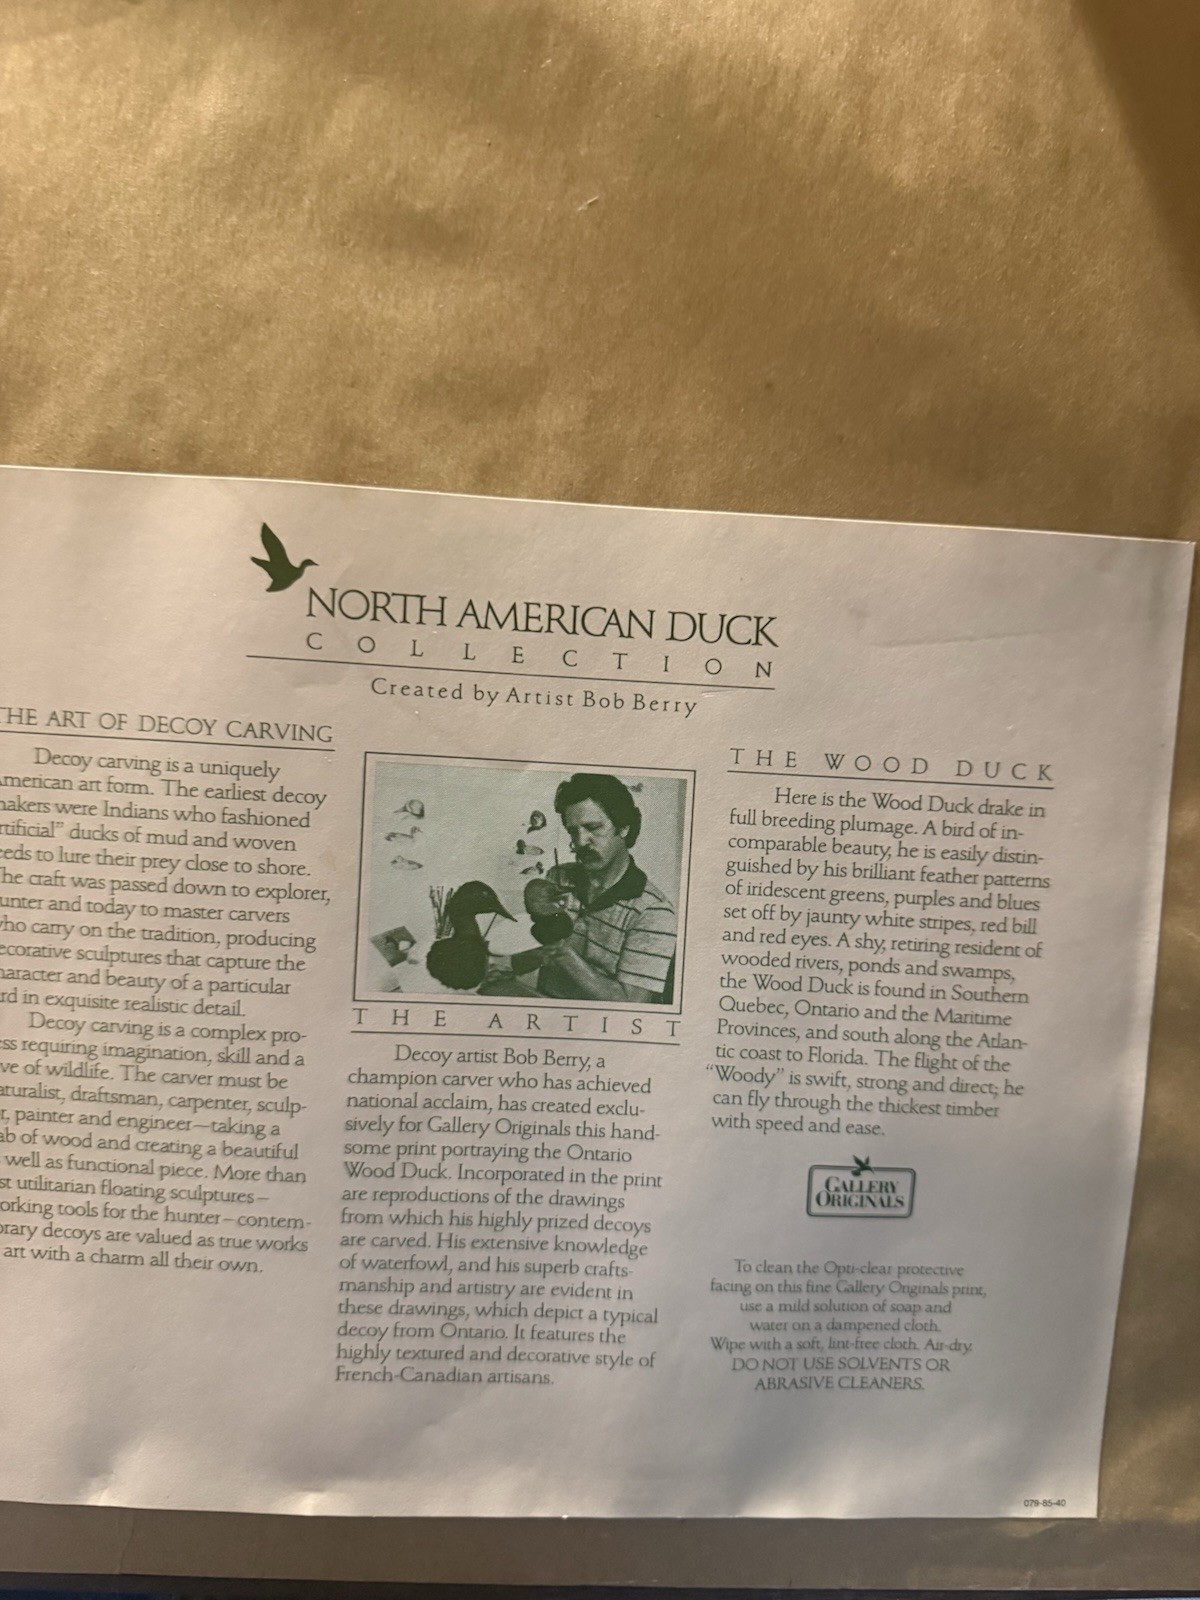 NORTH AMERICAN DUCK
COLLECTION
Created by Artist Bob Berry
THE ART OF DECOY CARVING
Decoy carving is a uniquely
American art form. The earliest decoy
makers were Indians who fashioned
"artificial" ducks of mud and woven
reeds to lure their prey close to shore.
The craft was passed down to explorer,
hunter and today to master carvers
who carry on the tradition, producing
decorative sculptures that capture the
character and beauty of a particular
bird in exquisite realistic detail.
Decoy carving is a complex pro-
cess requiring imagination, skill and a
love of wildlife. The carver must be
naturalist, draftsman, carpenter, sculp-
tor, painter and engineer—taking a
slab of wood and creating a beautiful
well as functional piece. More than
just utilitarian floating sculptures—
working tools for the hunter—contem-
porary decoys are valued as true works
art with a charm all their own.
THE ARTIST
Decoy artist Bob Berry, a
champion carver who has achieved
national acclaim, has created exclu-
sively for Gallery Originals this hand-
some print portraying the Ontario
Wood Duck. Incorporated in the print
are reproductions of the drawings
from which his highly prized decoys
are carved. His extensive knowledge
of waterfowl, and his superb crafts-
manship and artistry are evident in
these drawings, which depict a typical
decoy from Ontario. It features the
highly textured and decorative style of
French-Canadian artisans.
THE WOOD DUCK
Here is the Wood Duck drake in
full breeding plumage. A bird of in-
comparable beauty, he is easily distin-
guished by his brilliant feather patterns
of iridescent greens, purples and blues
set off by jaunty white stripes, red bill
and red eyes. A shy, retiring resident of
wooded rivers, ponds and swamps,
the Wood Duck is found in Southern
Quebec, Ontario and the Maritime
Provinces, and south along the Atlan-
tic coast to Florida. The flight of the
"Woody" is swift, strong and direct; he
can fly through the thickest timber
with speed and ease.
GALLERY
ORIGINALS
To clean the Opti-clear protective
facing on this fine Gallery Originals print,
use a mild solution of soap and
water on a dampened cloth.
Wipe with a soft, lint-free cloth. Air-dry.
DO NOT USE SOLVENTS OR
ABRASIVE CLEANERS.
079-85-40